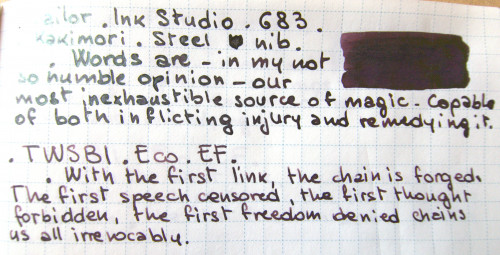 ailor . Ink Studio . 683 .
kakimori . Steel nib .
. Words are - in my not
so humble opinion - our
most inexhaustible source of magic - Capable
of both inflicting injury and remedying it.
. TWSBI . Eco . EF .
. With the first link, the chain is forged.
The first speech censored, the first thought
forbidden, the first freedom denied chains
us all irrevocably.